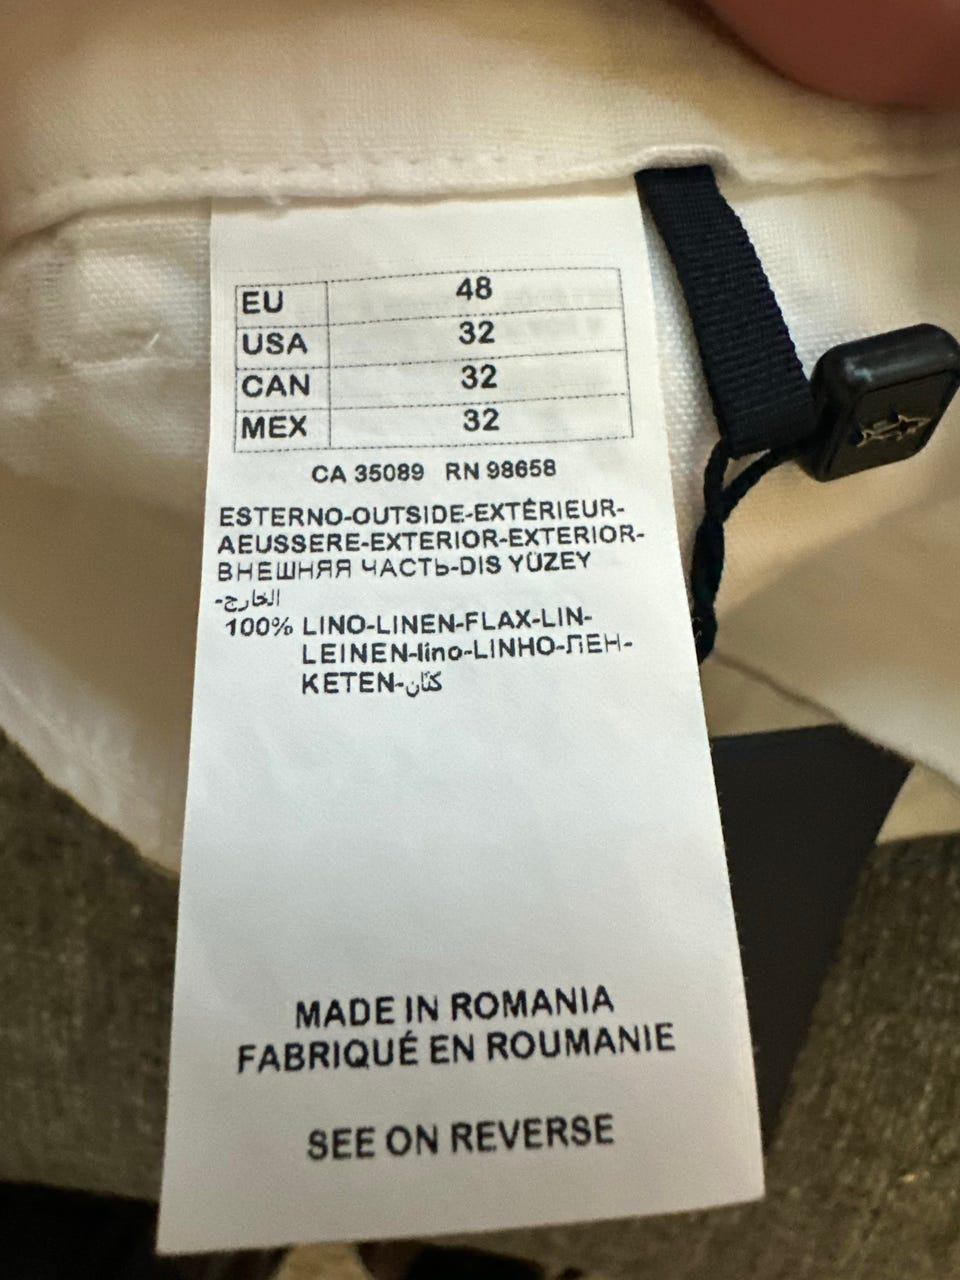 EU 48
USA 32
CAN 32
MEX 32
CA 35089 RN 98658
ESTERNO-OUTSIDE-EXTÉRIEUR-
AEUSSERE-EXTERIOR-EXTERIOR-
ВНЕШНЯЯ ЧАСТЬ-DIS YÜZEY
الخارج-
100% LINO-LINEN-FLAX-LIN-
LEINEN-lino-LINHO-ЛЕН-
KETEN-كتّان
MADE IN ROMANIA
FABRIQUÉ EN ROUMANIE
SEE ON REVERSE